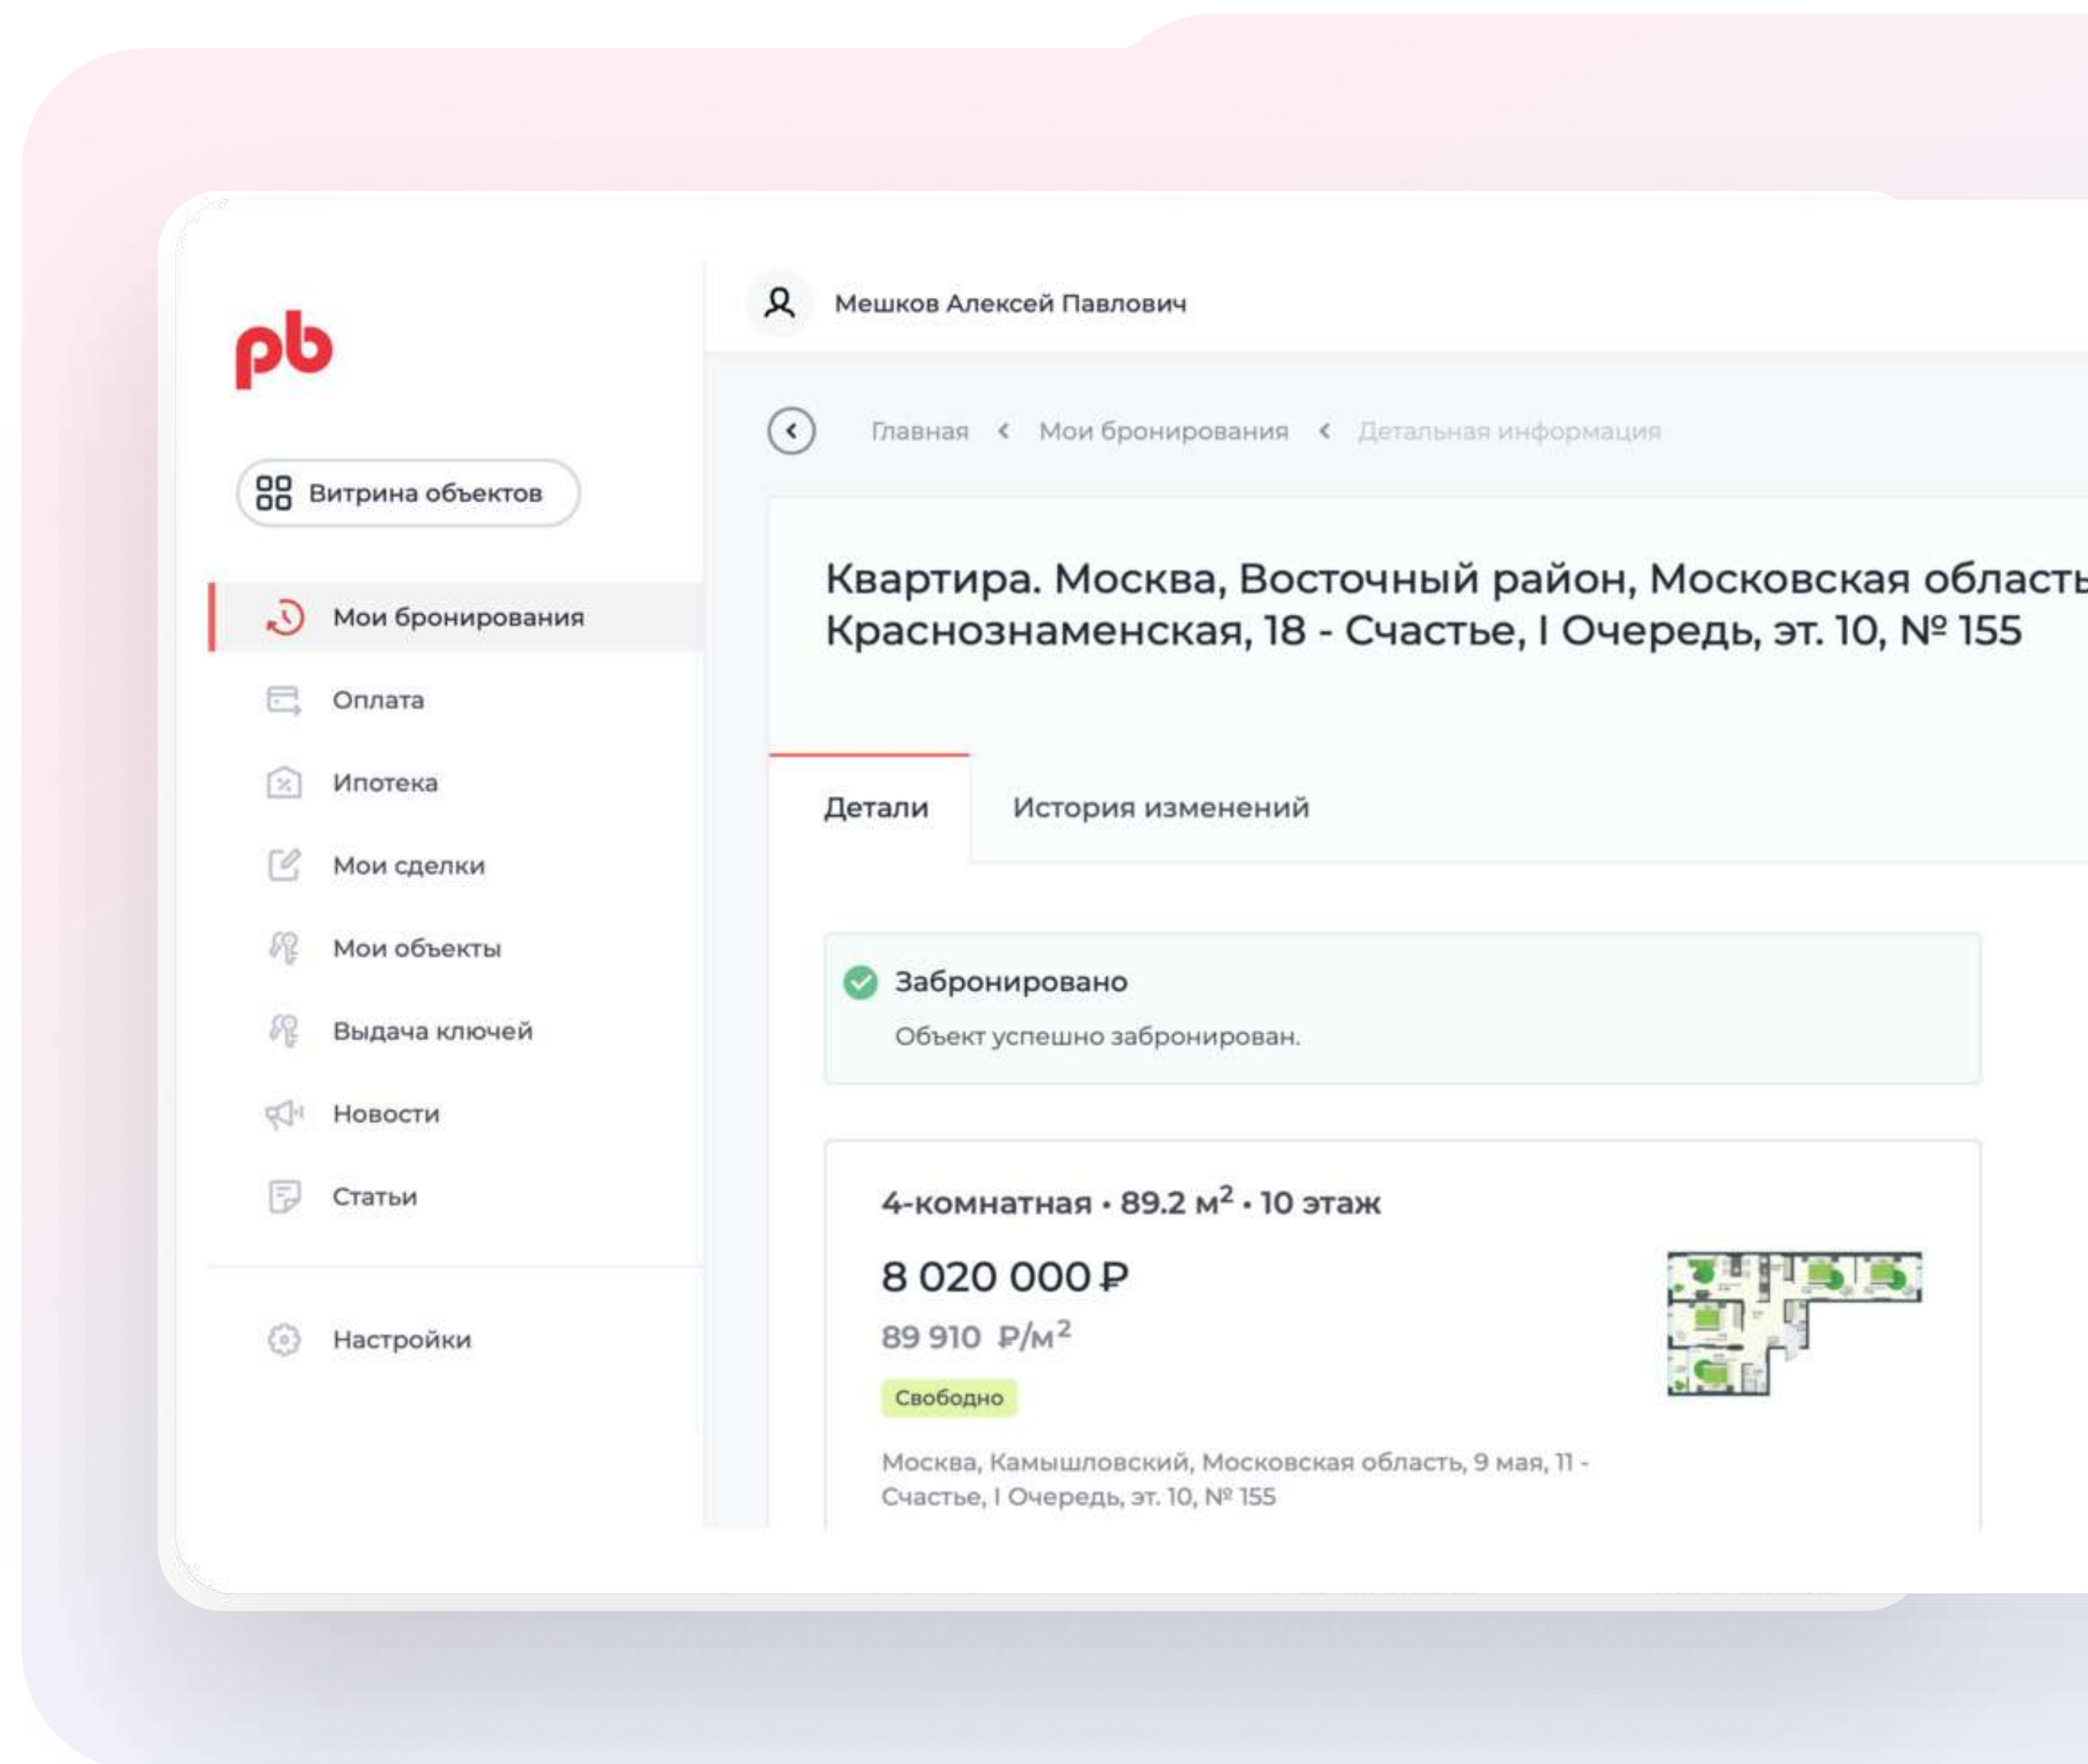 pb
Мешков Алексей Павлович
Главная
Мои бронирования
Детальная информация
Витрина объектов
Мои бронирования
Оплата
Ипотека
Мои сделки
Мои объекты
Выдача ключей
Новости
Статьи
Настройки
Квартира. Москва, Восточный район, Московская область
Краснознаменская, 18 - Счастье, I Очередь, эт. 10, № 155
Детали
История изменений
Забронировано
Объект успешно забронирован.
4-комнатная • 89.2 м² • 10 этаж
8 020 000 ₽
89 910 ₽/м²
Свободно
Москва, Камышловский, Московская область, 9 мая, 11 -
Счастье, I Очередь, эт. 10, № 155